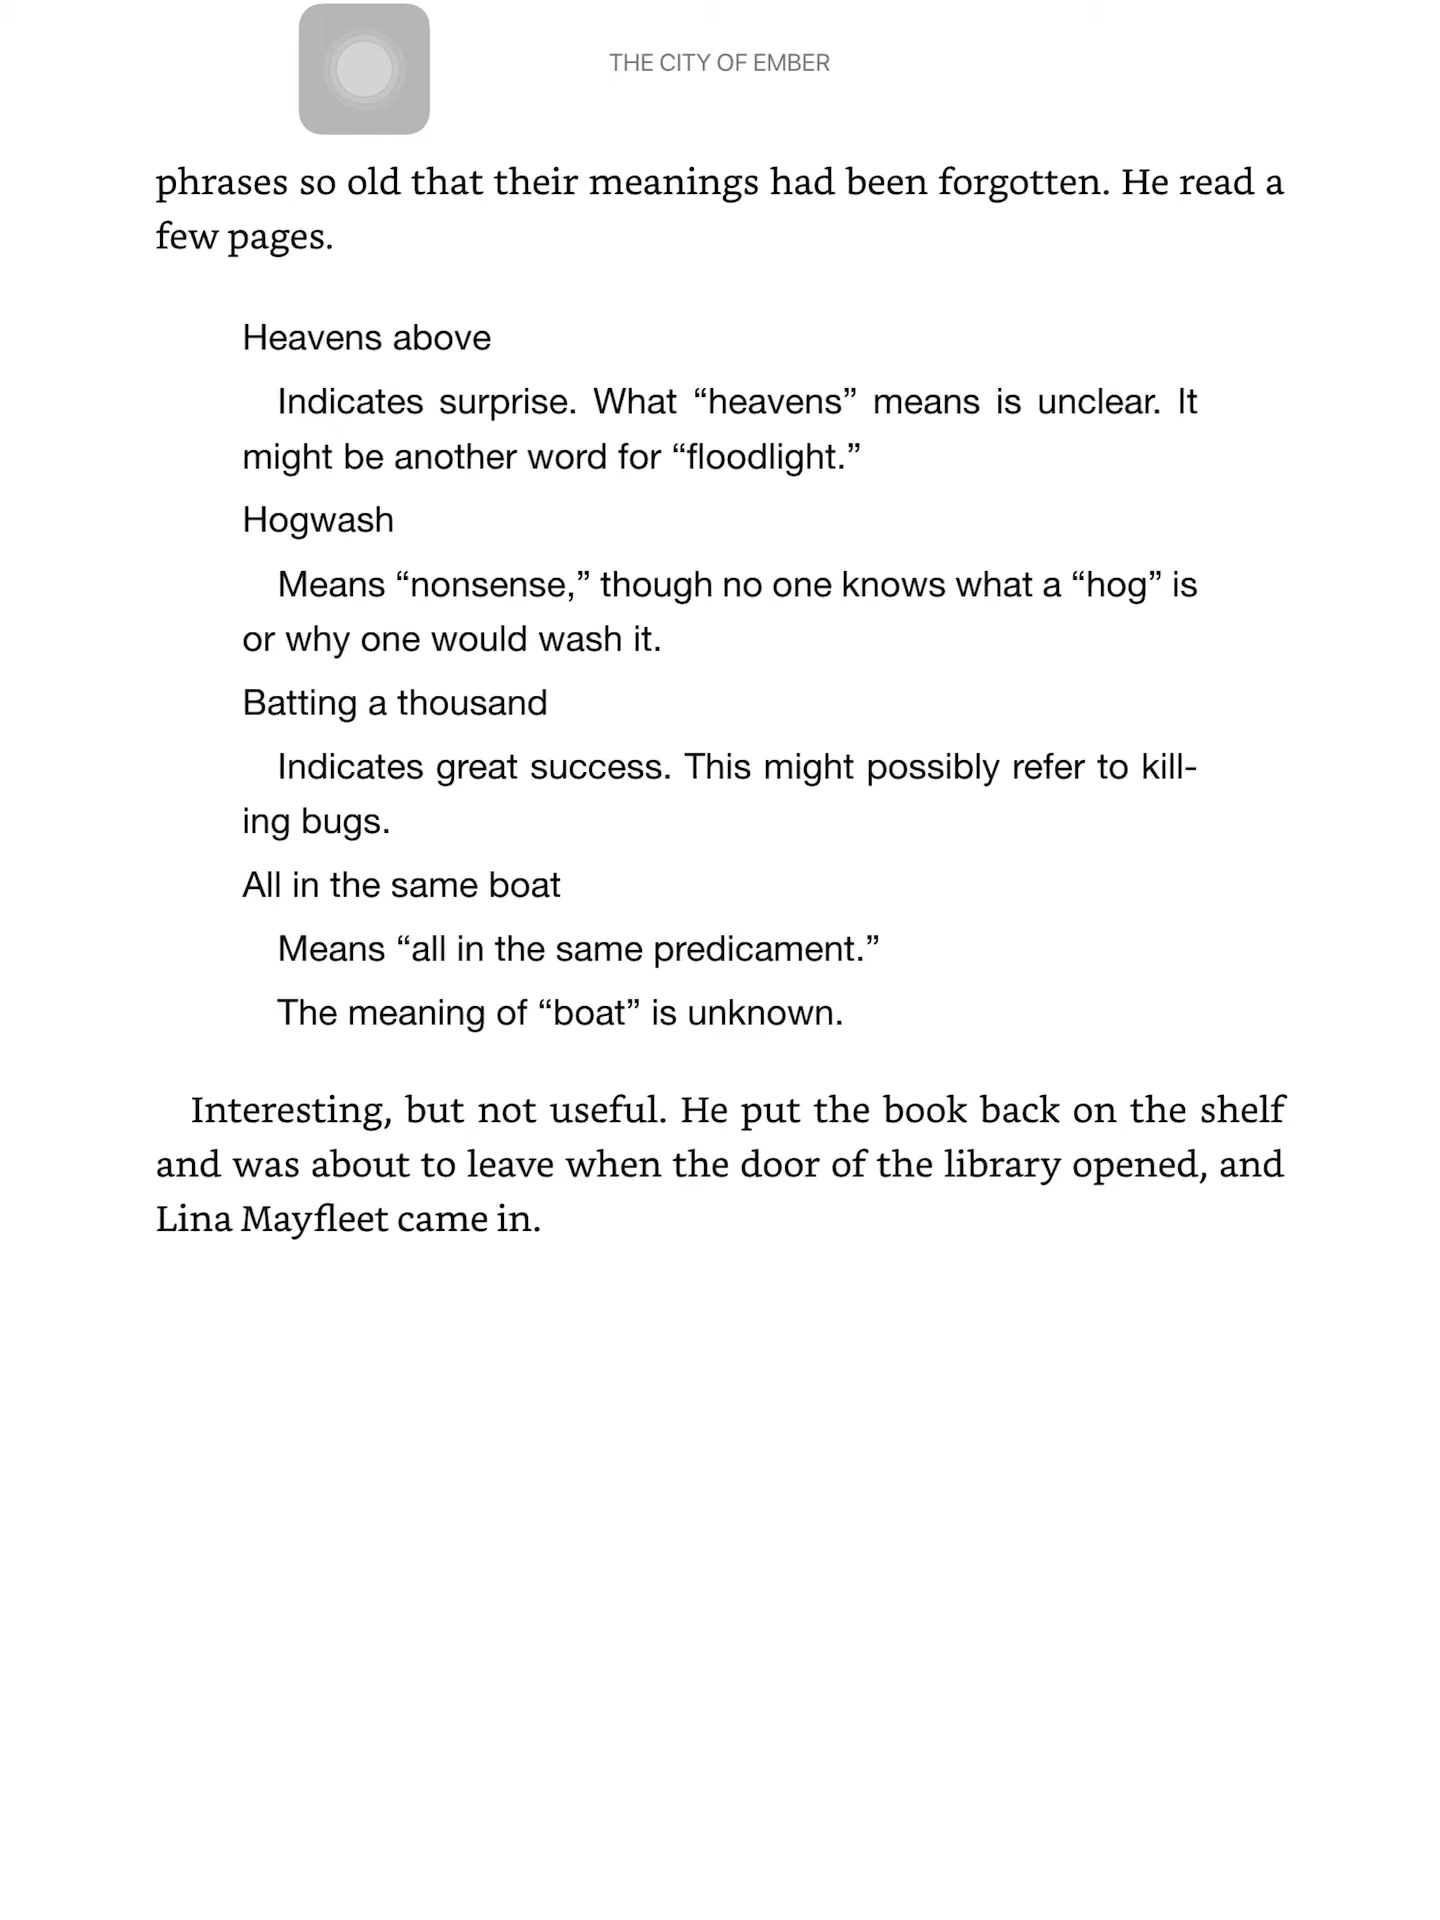 THE CITY OF EMBER
phrases so old that their meanings had been forgotten. He read a
few pages.
Heavens above
Indicates surprise. What “heavens” means is unclear. It
might be another word for “floodlight.”
Hogwash
Means “nonsense,” though no one knows what a “hog” is
or why one would wash it.
Batting a thousand
Indicates great success. This might possibly refer to kill-
ing bugs.
All in the same boat
Means “all in the same predicament.”
The meaning of “boat” is unknown.
Interesting, but not useful. He put the book back on the shelf
and was about to leave when the door of the library opened, and
Lina Mayfleet came in.